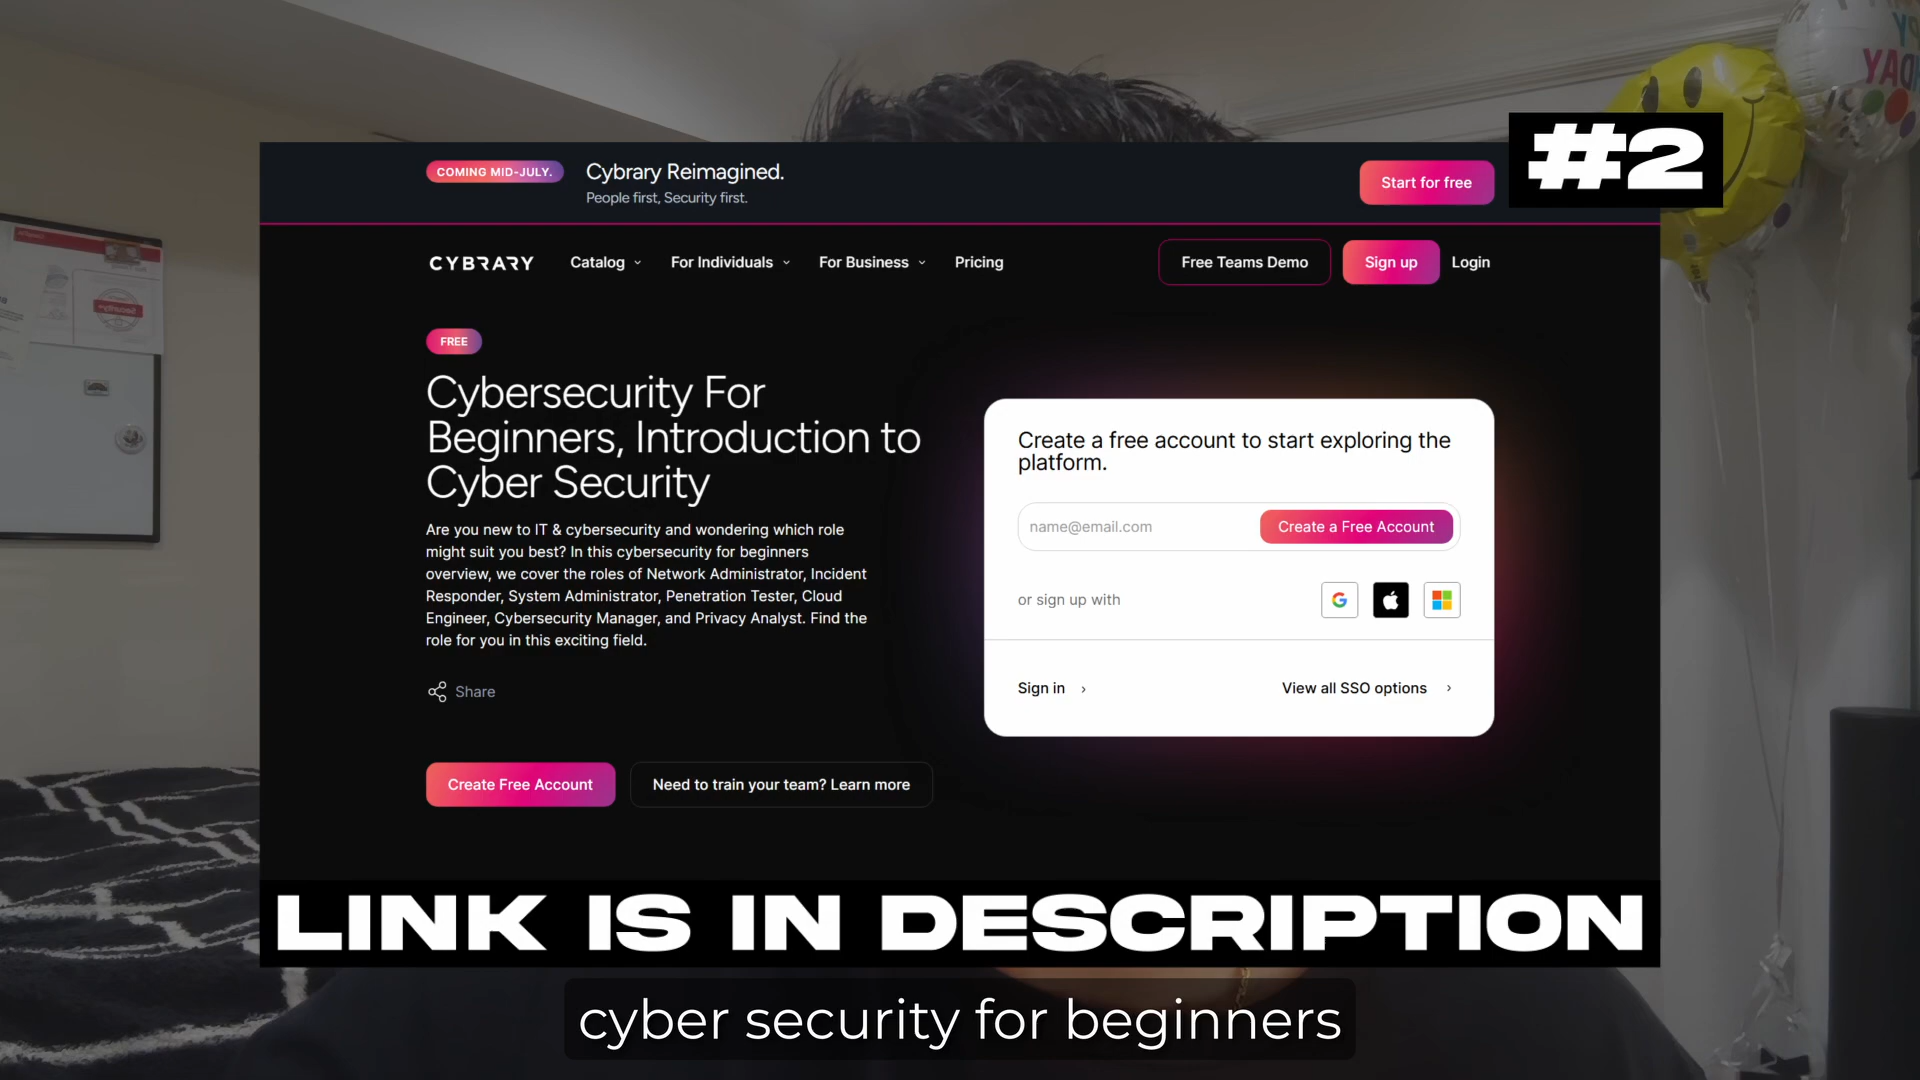 #2
COMING MID-JULY.
Cybrary Reimagined.
People first, Security first.
Start for free
CYBRARY
Catalog
For Individuals
For Business
Pricing
Free Teams Demo
Sign up
Login
FREE
Cybersecurity For
Beginners, Introduction to
Cyber Security
Are you new to IT & cybersecurity and wondering which role
might suit you best? In this cybersecurity for beginners
overview, we cover the roles of Network Administrator, Incident
Responder, System Administrator, Penetration Tester, Cloud
Engineer, Cybersecurity Manager, and Privacy Analyst. Find the
role for you in this exciting field.
Share
Create Free Account
Need to train your team? Learn more
Create a free account to start exploring the
platform.
name@email.com
Create a Free Account
or sign up with
Sign in
View all SSO options
LINK IS IN DESCRIPTION
cyber security for beginners